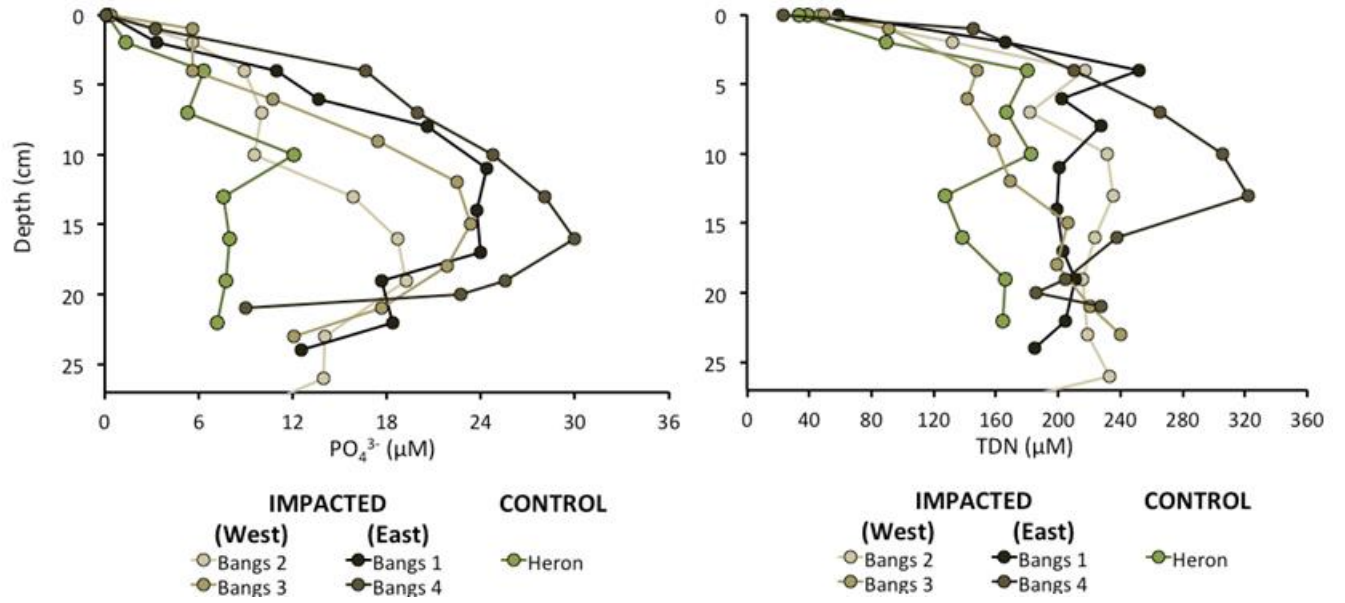 0
5
10
15
20
25
Depth (cm)
0 6 12 18 24 30 36
PO₄³⁻ (µM)
IMPACTED CONTROL
(West) (East)
Bangs 2 Bangs 1 Heron
Bangs 3 Bangs 4
0
5
10
15
20
25
0 40 80 120 160 200 240 280 320 360
TDN (µM)
IMPACTED CONTROL
(West) (East)
Bangs 2 Bangs 1 Heron
Bangs 3 Bangs 4